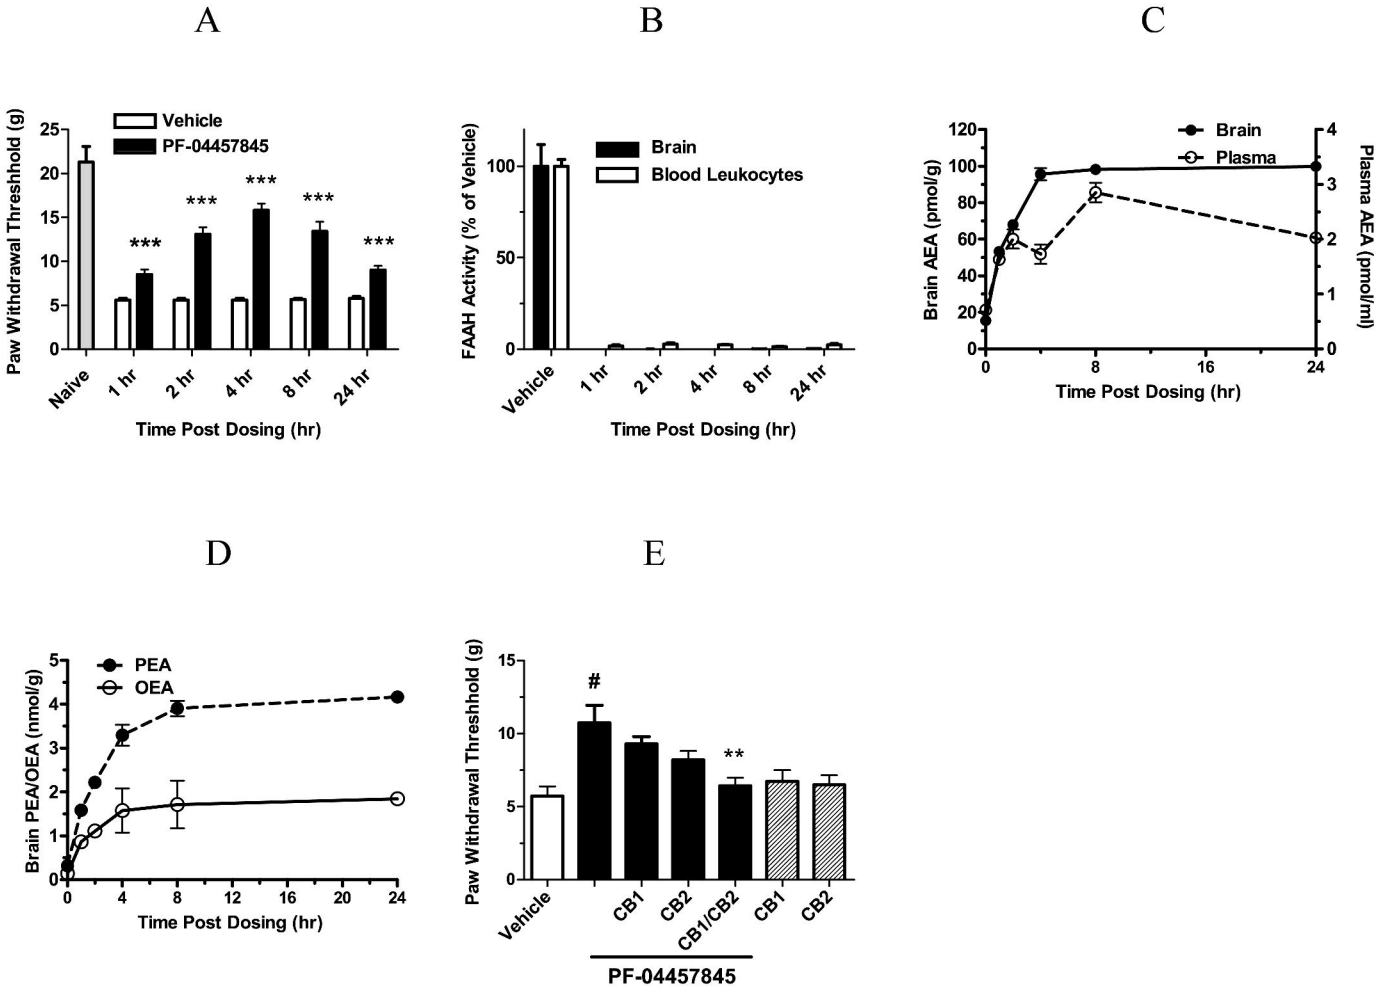 A
B
C
Paw Withdrawal Threshhold (g)
25
20
15
10
5
0
Vehicle
PF-04457845
***
***
***
***
***
Naive
1 hr
2 hr
4 hr
8 hr
24 hr
Time Post Dosing (hr)
FAAH Activity (% of Vehicle)
100
50
0
Brain
Blood Leukocytes
Vehicle
1 hr
2 hr
4 hr
8 hr
24 hr
Time Post Dosing (hr)
Brain AEA (pmol/g)
120
100
80
60
40
20
0
Brain
Plasma
4
3
2
1
0
Plasma AEA (pmol/ml)
0
8
16
24
Time Post Dosing (hr)
D
E
Brain PEA/OEA (nmol/g)
5
4
3
2
1
0
PEA
OEA
0
4
8
12
16
20
24
Time Post Dosing (hr)
Paw Withdrawal Threshhold (g)
15
10
5
0
#
**
Vehicle
CB1
CB2
CB1/CB2
CB1
CB2
PF-04457845